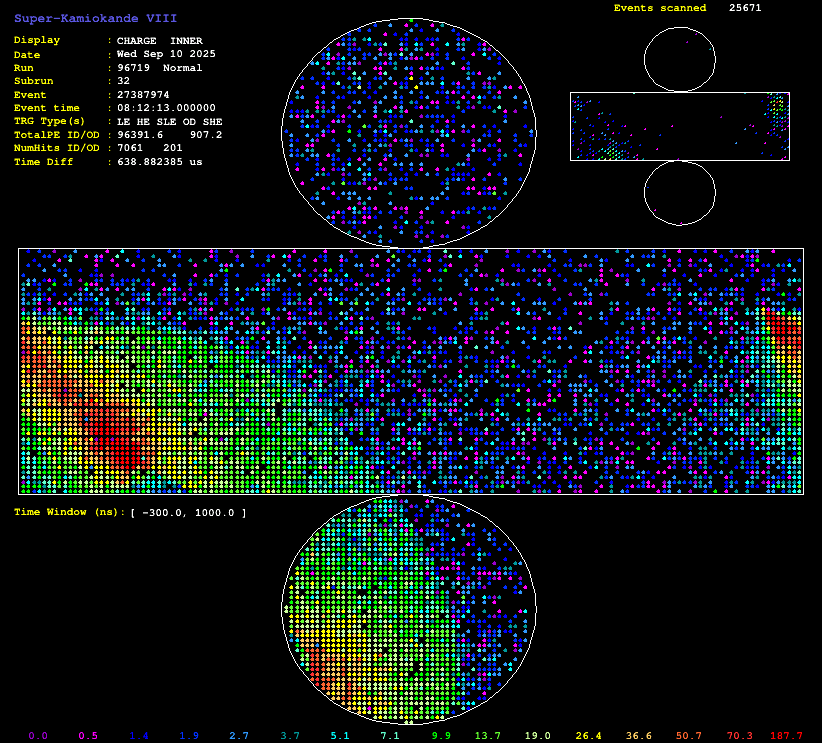 Super-Kamiokande VIII
Events scanned 25671
Display : CHARGE INNER
Date : Wed Sep 10 2025
Run : 96719 Normal
Subrun : 32
Event : 27387974
Event time : 08:12:13.000000
TRG Type(s) : LE HE SLE OD SHE
TotalPE ID/OD : 96391.6 907.2
NumHits ID/OD : 7061 201
Time Diff : 638.882385 us
Time Window (ns): [ -300.0, 1000.0 ]
0.0 0.5 1.4 1.9 2.7 3.7 5.1 7.1 9.9 13.7 19.0 26.4 36.6 50.7 70.3 187.7